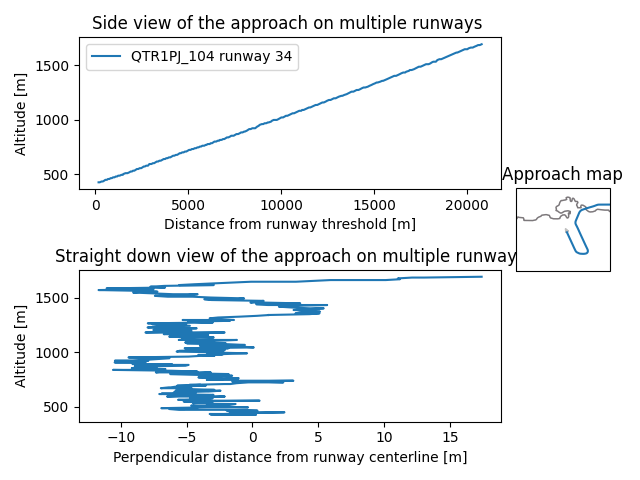 Side view of the approach on multiple runways
Altitude [m]
1500
1000
500
QTR1PJ_104 runway 34
0
5000
10000
15000
20000
Distance from runway threshold [m]
Approach map
Straight down view of the approach on multiple runway
Altitude [m]
1500
1000
500
−10
−5
0
5
10
15
Perpendicular distance from runway centerline [m]